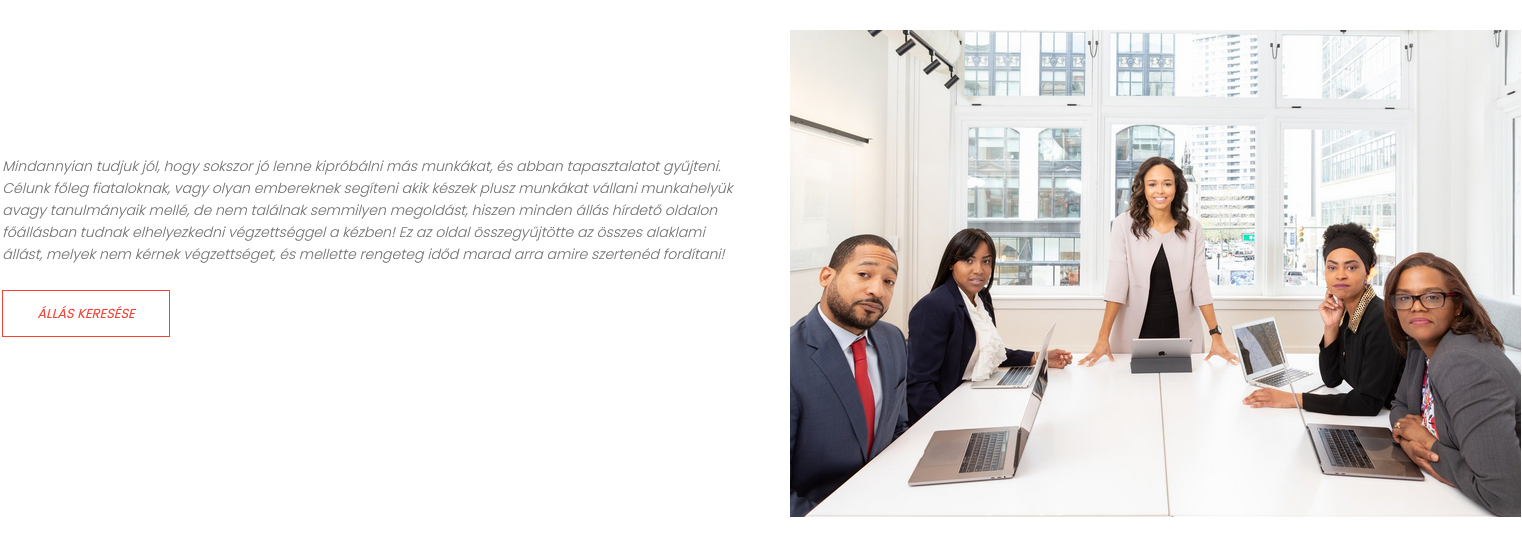 Mindannyian tudjuk jól, hogy sokszor jó lenne kipróbálni más munkákat, és abban tapasztalatot gyűjteni.
Célunk főleg fiataloknak, vagy olyan embereknek segíteni akik készek plusz munkákat vállani munkahelyük
avagy tanulmányaik mellé, de nem találnak semmilyen megoldást, hiszen minden állás hírdető oldalon
főállásban tudnak elhelyezkedni végzettséggel a kézben! Ez az oldal összegyűjtötte az összes alaklami
állást, melyek nem kérnek végzettséget, és mellette rengeteg időd marad arra amire szertenéd fordítani!
ÁLLÁS KERESÉSE